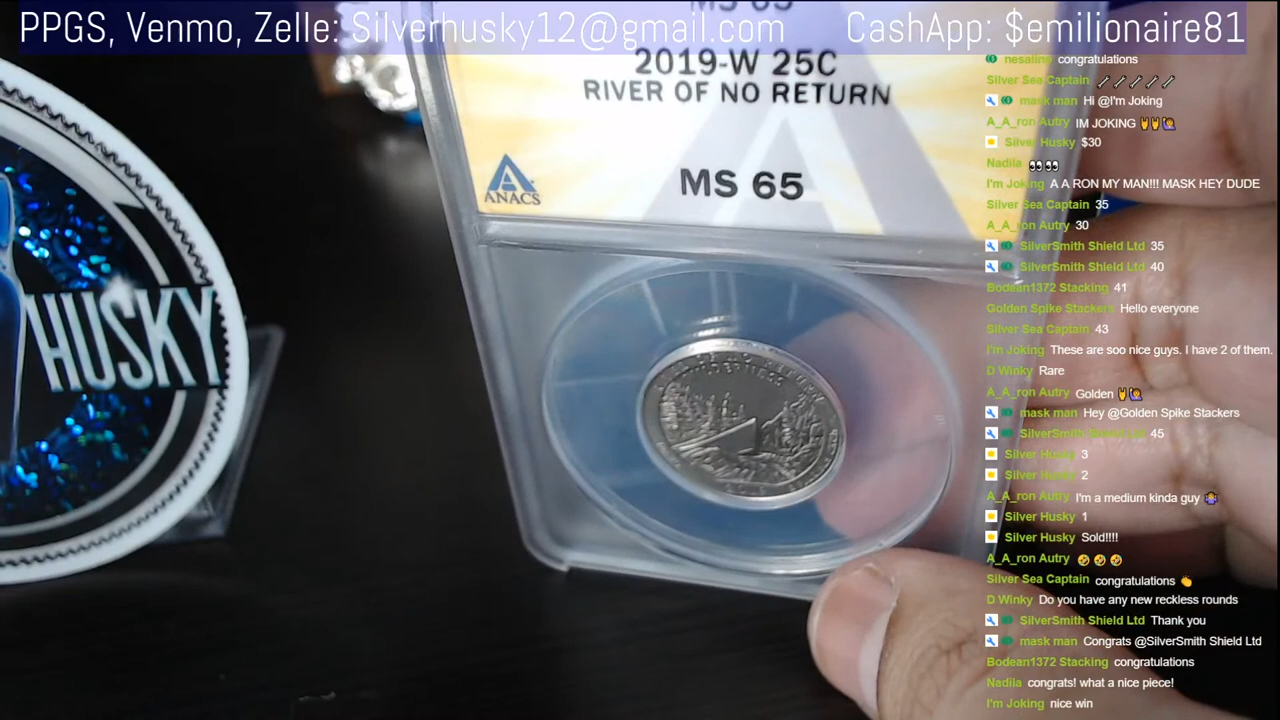 PPGS, Venmo, Zelle: Silverhusky12@gmail.com CashApp: $emilionaire81
MS 65
2019-W 25C
RIVER OF NO RETURN
MS 65
ANACS
HUSKY
nesalino congratulations
Silver Sea Captain 🦴🦴🦴🦴🦴
mask man Hi @I'm Joking
A_A_ron Autry IM JOKING 🤘🤘🙋
Silver Husky $30
Nadila 👀👀
I'm Joking A A RON MY MAN!!! MASK HEY DUDE
Silver Sea Captain 35
A_A_ron Autry 30
SilverSmith Shield Ltd 35
SilverSmith Shield Ltd 40
Bodean1372 Stacking 41
Golden Spike Stackers Hello everyone
Silver Sea Captain 43
I'm Joking These are soo nice guys. I have 2 of them.
D Winky Rare
A_A_ron Autry Golden 🤘🙋
mask man Hey @Golden Spike Stackers
SilverSmith Shield Ltd 45
Silver Husky 3
Silver Husky 2
A_A_ron Autry I'm a medium kinda guy 🤷
Silver Husky 1
Silver Husky Sold!!!!
A_A_ron Autry 🤣🤣🤣
Silver Sea Captain congratulations 👏
D Winky Do you have any new reckless rounds
SilverSmith Shield Ltd Thank you
mask man Congrats @SilverSmith Shield Ltd
Bodean1372 Stacking congratulations
Nadila congrats! what a nice piece!
I'm Joking nice win